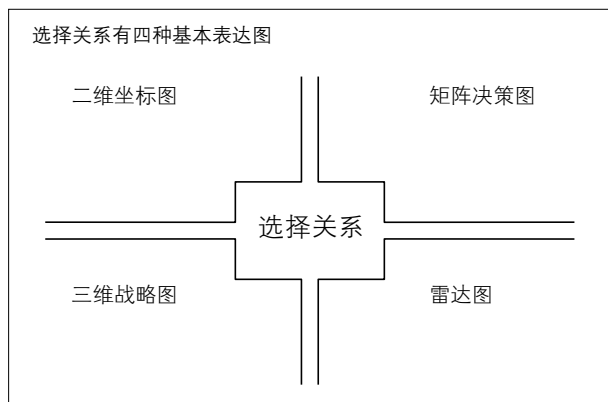 选择关系有四种基本表达图
二维坐标图
矩阵决策图
选择关系
三维战略图
雷达图